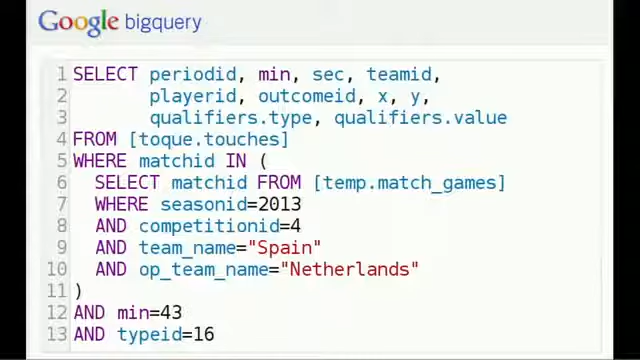 Google bigquery
1 SELECT periodid, min, sec, teamid,
2 playerid, outcomeid, x, y,
3 qualifiers.type, qualifiers.value
4 FROM [toque.touches]
5 WHERE matchid IN (
6 SELECT matchid FROM [temp.match_games]
7 WHERE seasonid=2013
8 AND competitionid=4
9 AND team_name="Spain"
10 AND op_team_name="Netherlands"
11 )
12 AND min=43
13 AND typeid=16